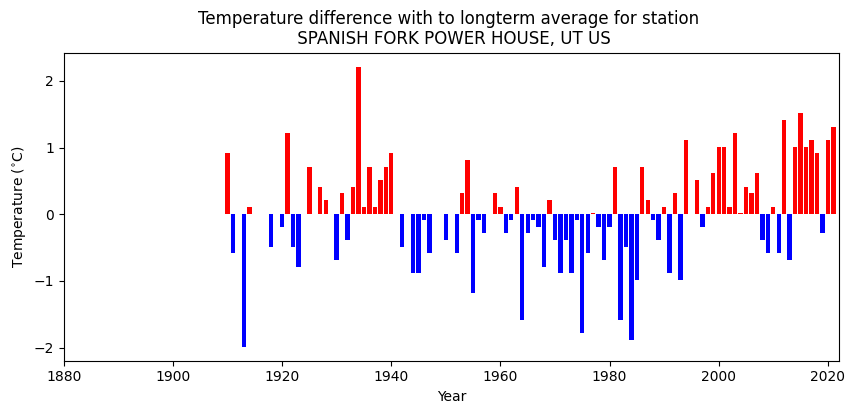 Temperature difference with to longterm average for station
SPANISH FORK POWER HOUSE, UT US
Temperature (°C)
2
1
0
−1
−2
1880 1900 1920 1940 1960 1980 2000 2020
Year